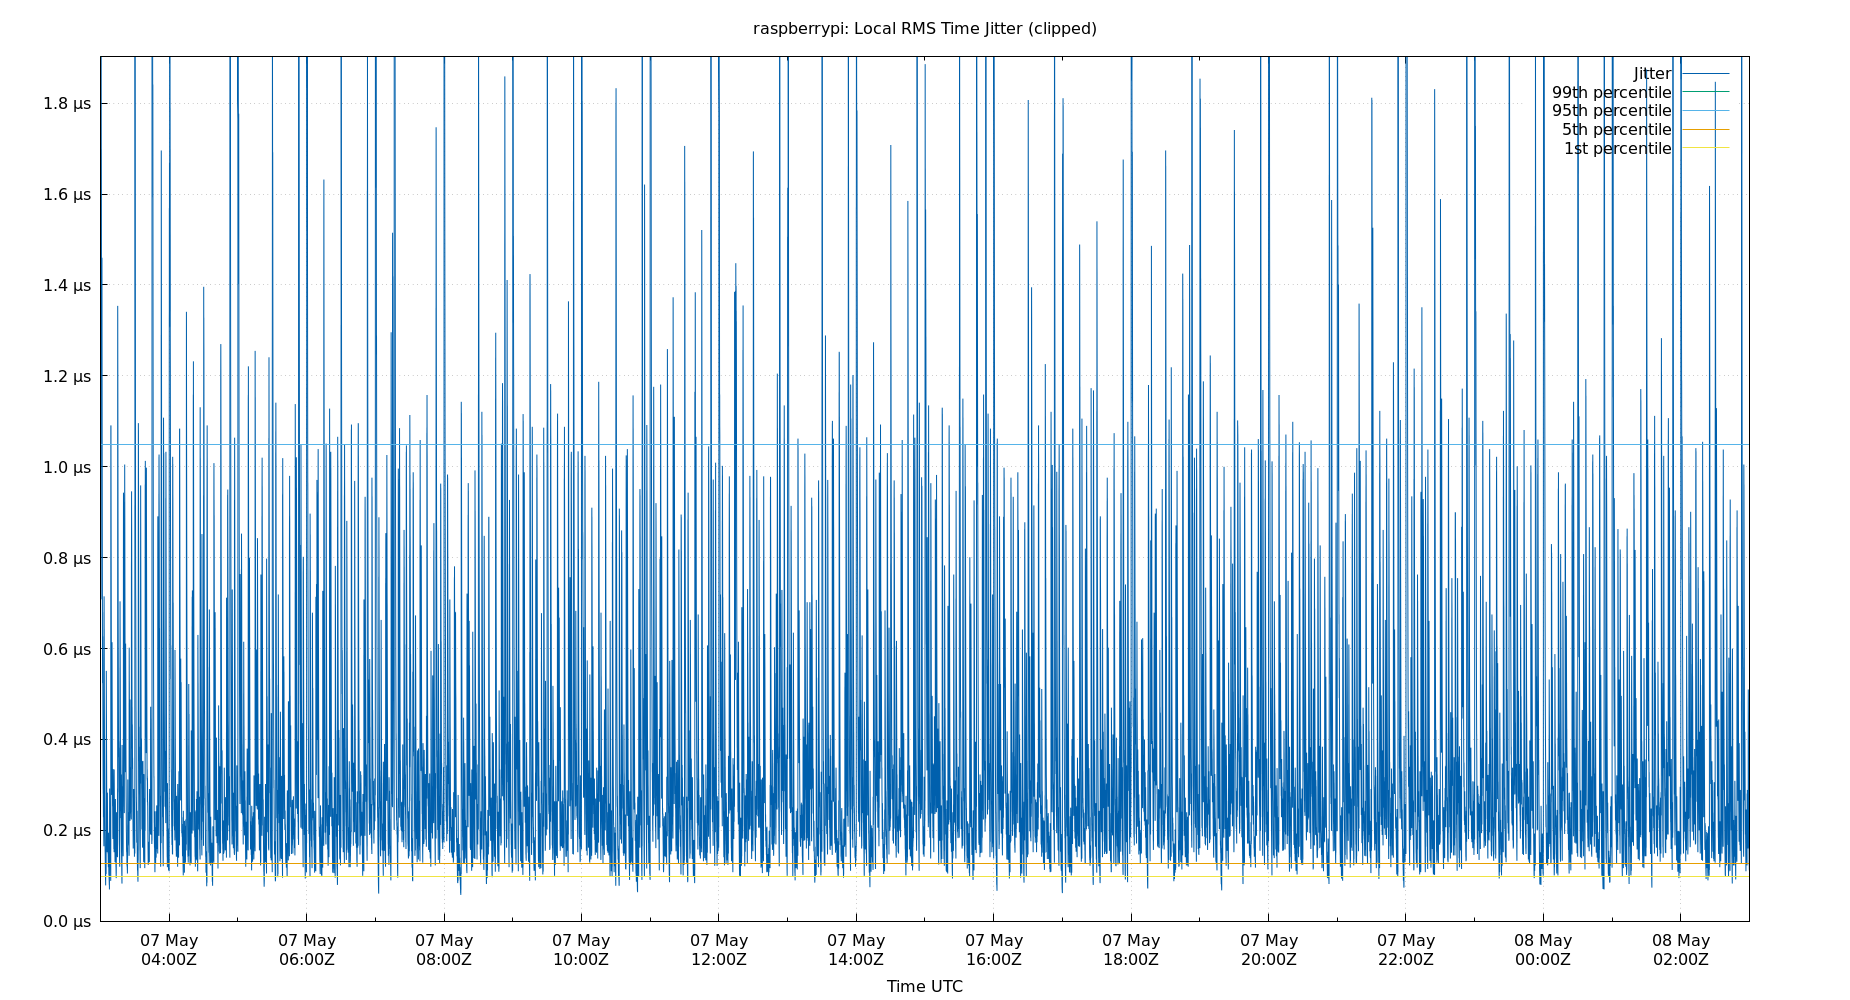 raspberrypi: Local RMS Time Jitter (clipped)
Jitter
99th percentile
95th percentile
5th percentile
1st percentile
1.8 µs
1.6 µs
1.4 µs
1.2 µs
1.0 µs
0.8 µs
0.6 µs
0.4 µs
0.2 µs
0.0 µs
07 May 07 May 07 May 07 May 07 May 07 May 07 May 07 May 07 May 07 May 08 May 08 May
04:00Z 06:00Z 08:00Z 10:00Z 12:00Z 14:00Z 16:00Z 18:00Z 20:00Z 22:00Z 00:00Z 02:00Z
Time UTC